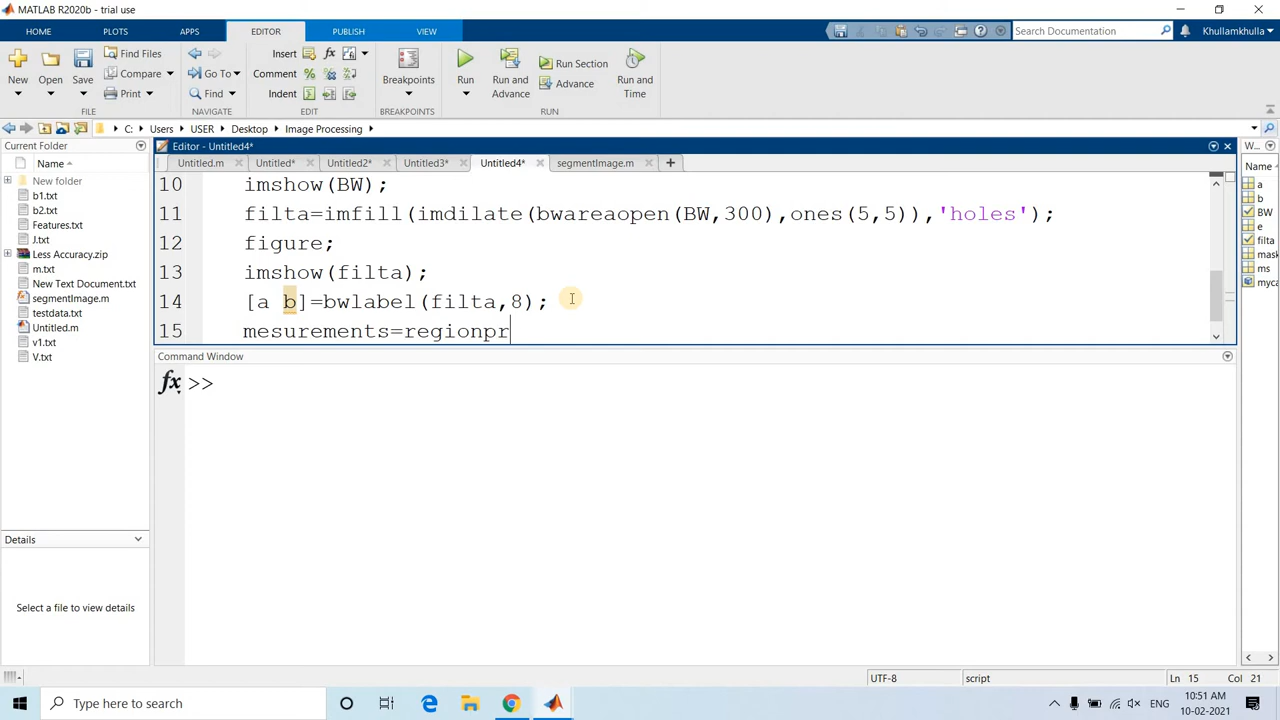 MATLAB R2020b - trial use
HOME PLOTS APPS EDITOR PUBLISH VIEW Search Documentation Khullamkhulla
New Open Save Find Files Compare Print Go To Find Insert Comment Indent Breakpoints Run Run and Advance Run Section Advance Run and Time
FILE NAVIGATE EDIT BREAKPOINTS RUN
C: Users USER Desktop Image Processing
Current Folder
Name
New folder
b1.txt
b2.txt
Features.txt
J.txt
Less Accuracy.zip
m.txt
New Text Document.txt
segmentImage.m
testdata.txt
Untitled.m
v1.txt
V.txt
Details
Select a file to view details
Editor - Untitled4*
Untitled.m Untitled* Untitled2* Untitled3* Untitled4* segmentImage.m
10 imshow(BW);
11 filta=imfill(imdilate(bwareaopen(BW,300),ones(5,5)),'holes');
12 figure;
13 imshow(filta);
14 [a b]=bwlabel(filta,8);
15 mesurements=regionpr
Command Window
fx >>
W...
Name
a
b
BW
e
filta
mask
ms
myca
UTF-8 script Ln 15 Col 21
Type here to search
ENG
10:51 AM
10-02-2021